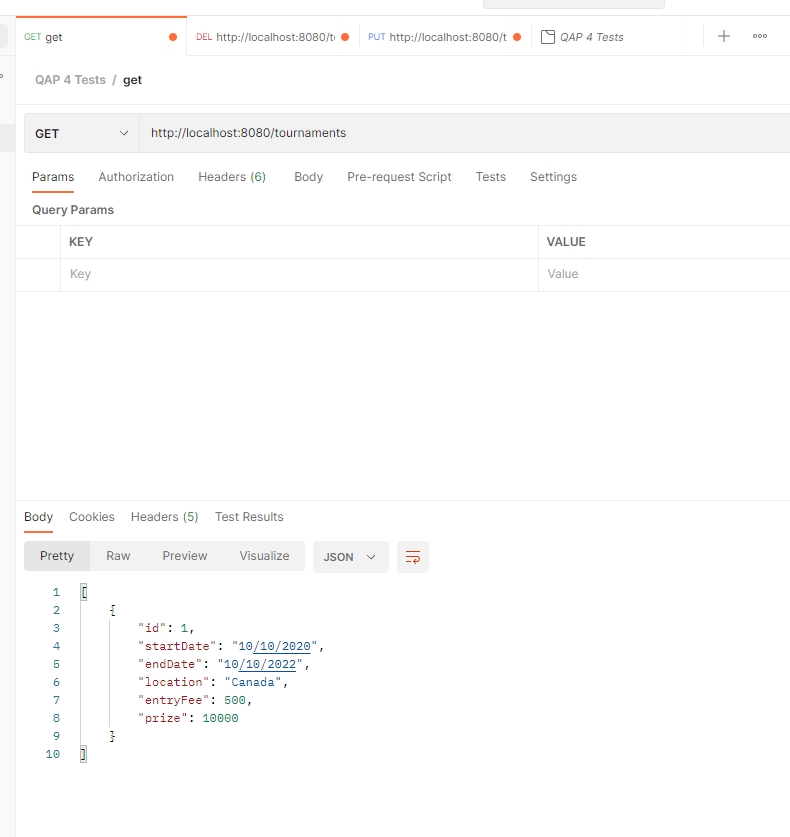 GET get DEL http://localhost:8080/t PUT http://localhost:8080/t QAP 4 Tests
QAP 4 Tests / get
GET http://localhost:8080/tournaments
Params Authorization Headers (6) Body Pre-request Script Tests Settings
Query Params
KEY VALUE
Key Value
Body Cookies Headers (5) Test Results
Pretty Raw Preview Visualize JSON
1 [
2 {
3 "id": 1,
4 "startDate": "10/10/2020",
5 "endDate": "10/10/2022",
6 "location": "Canada",
7 "entryFee": 500,
8 "prize": 10000
9 }
10 ]